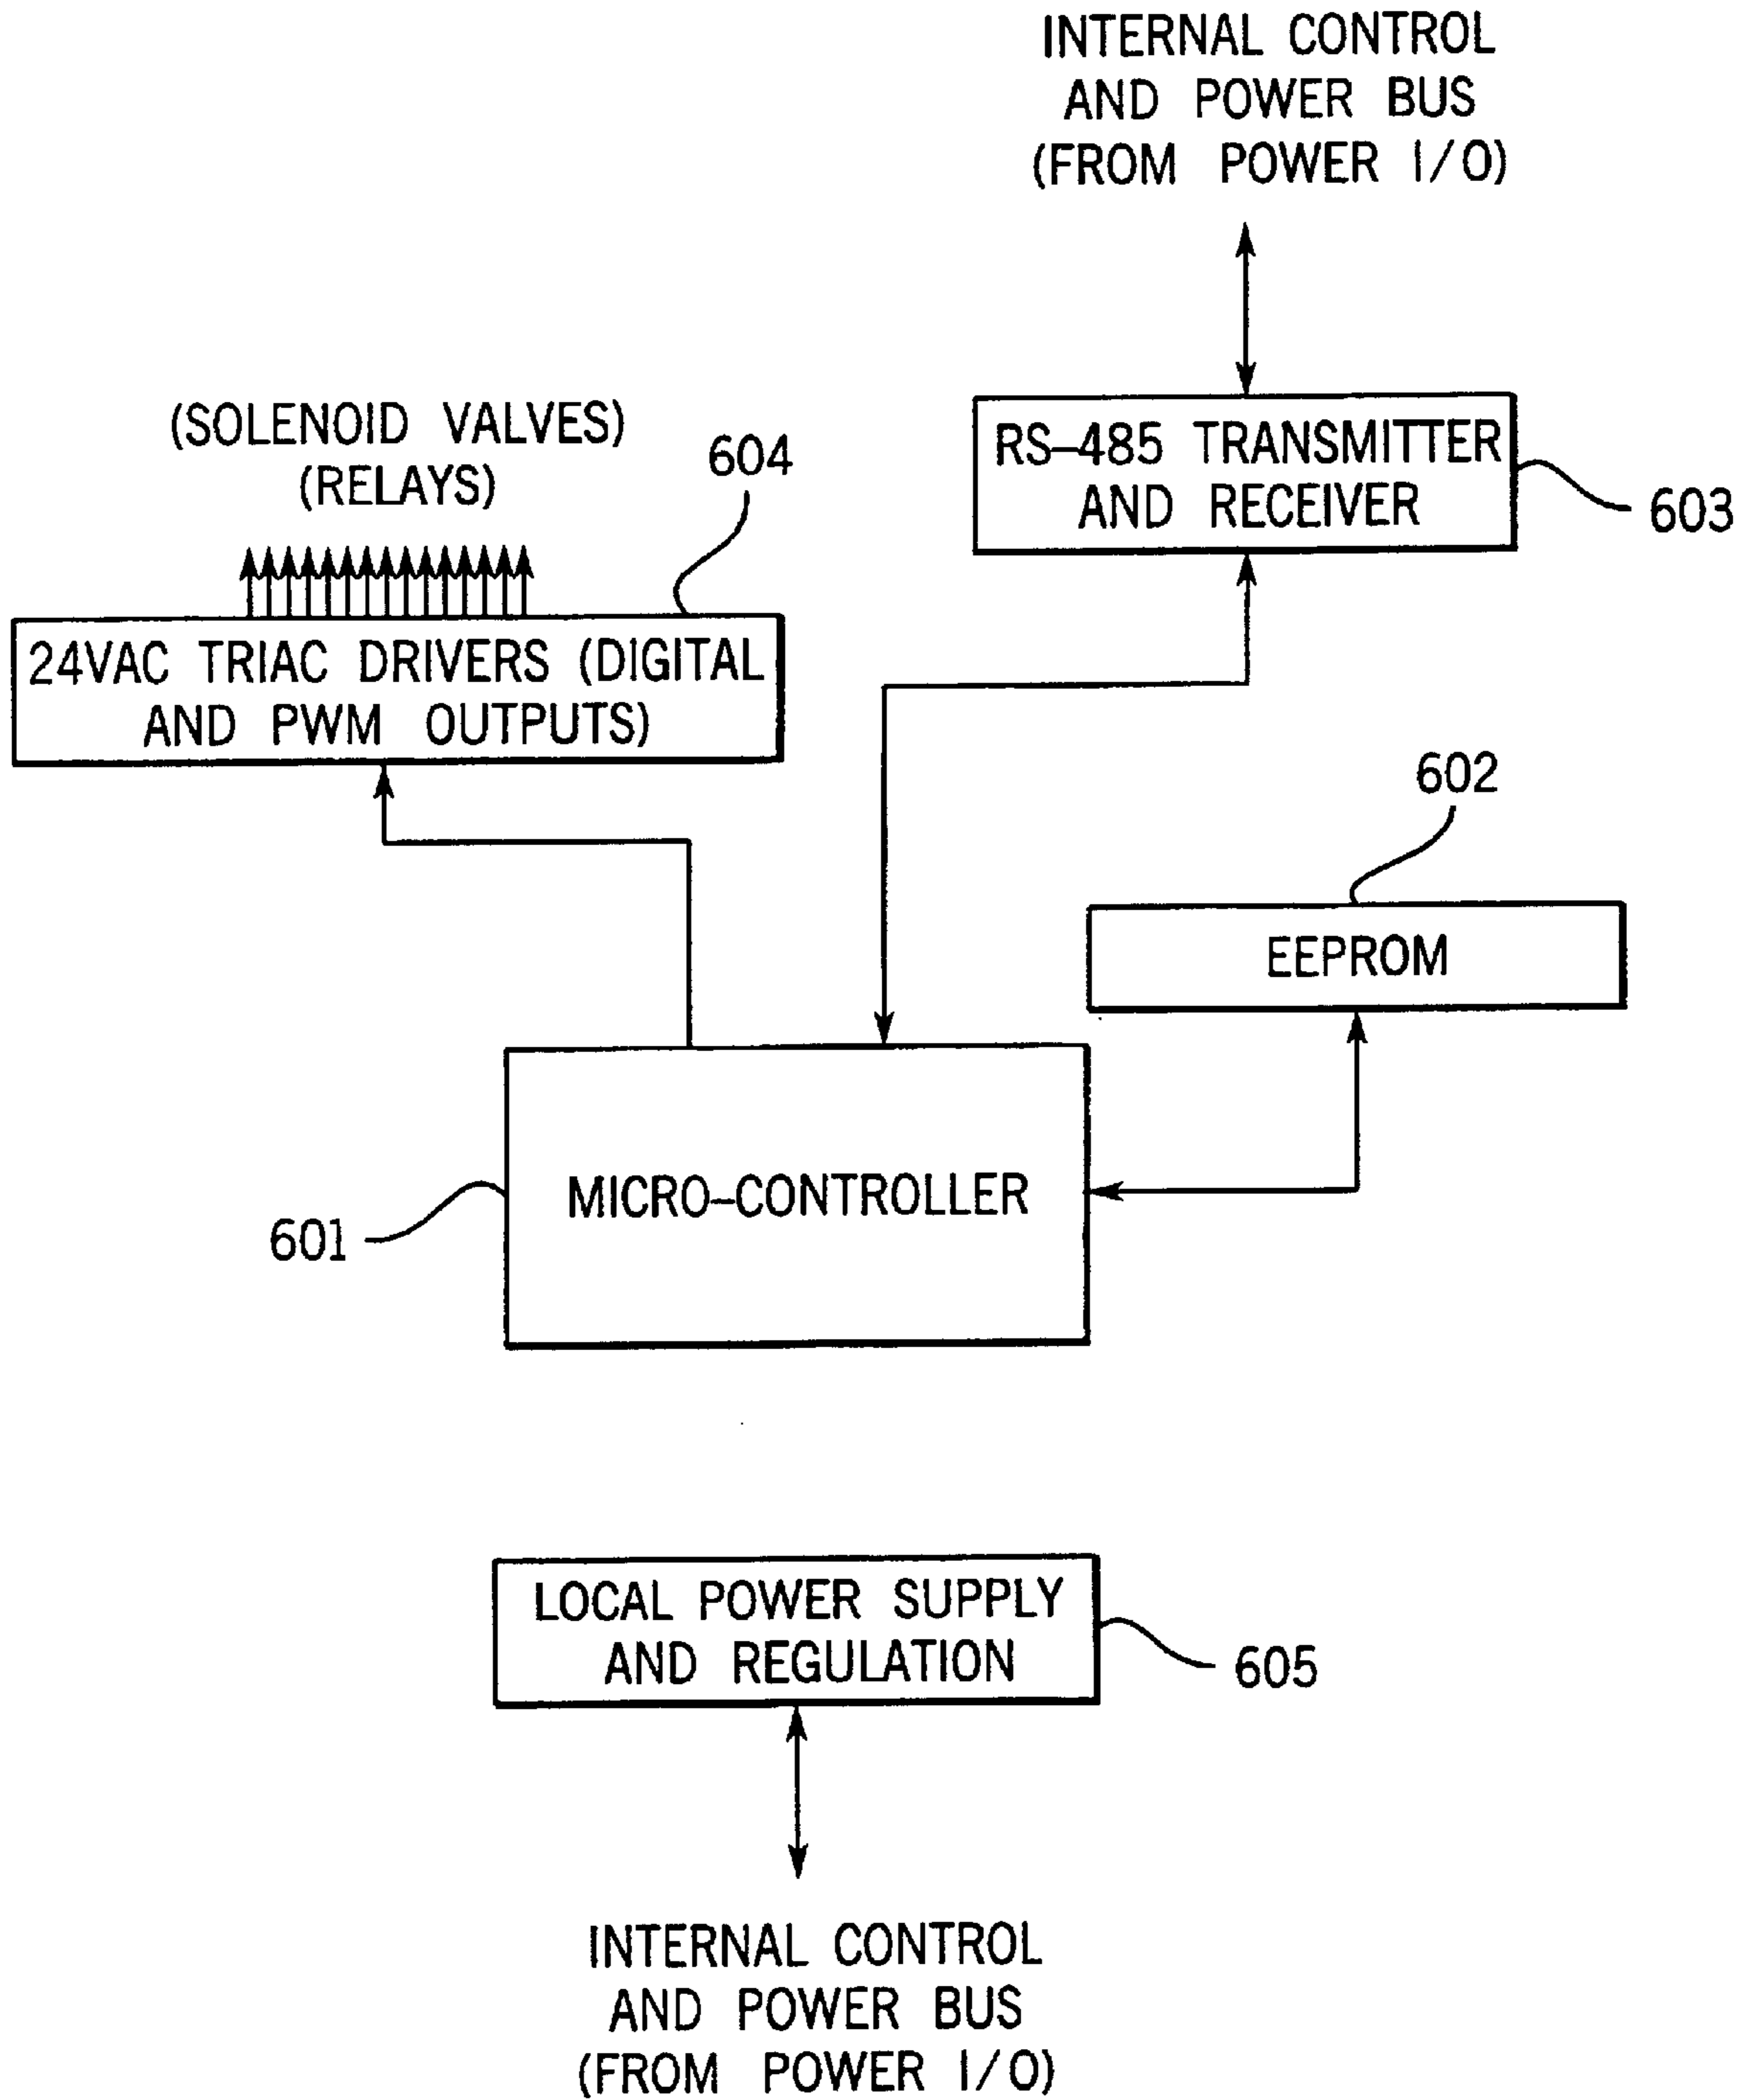 INTERNAL CONTROL
AND POWER BUS
(FROM POWER I/O)
(SOLENOID VALVES)
(RELAYS)
604
RS-485 TRANSMITTER
AND RECEIVER
603
24VAC TRIAC DRIVERS (DIGITAL
AND PWM OUTPUTS)
602
EEPROM
MICRO-CONTROLLER
601
LOCAL POWER SUPPLY
AND REGULATION
605
INTERNAL CONTROL
AND POWER BUS
(FROM POWER I/O)